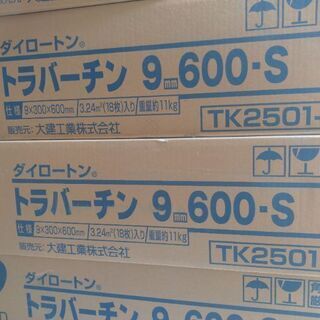 ダイロートン®
トラバーチン 9mm 600-S
仕様 9×300×600mm/3.24㎡(18枚)入り/重量約11kg
販売元:大建工業株式会社
TK2501-
ダイロートン®
トラバーチン 9mm 600-S
仕様 9×300×600mm/3.24㎡(18枚)入り/重量約11kg
販売元:大建工業株式会社
TK2501
ダイロートン®
トラバーチン 9mm 600-S